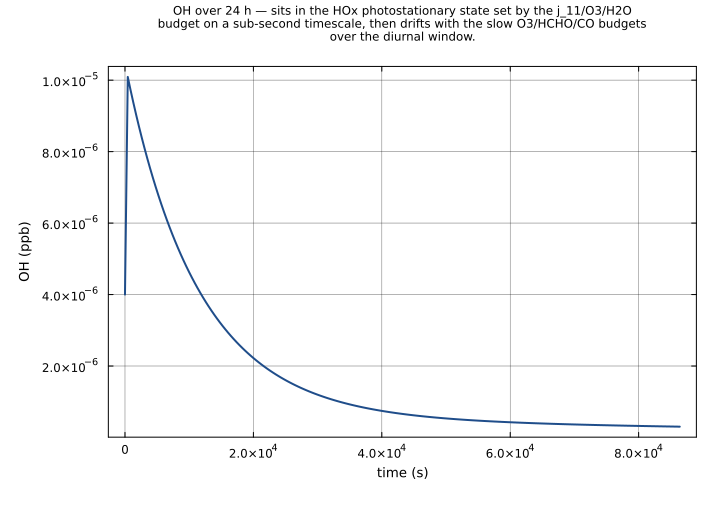 OH over 24 h — sits in the HOx photostationary state set by the j_11/O3/H2O
budget on a sub-second timescale, then drifts with the slow O3/HCHO/CO budgets
over the diurnal window.
1.0×10⁻⁵
8.0×10⁻⁶
6.0×10⁻⁶
4.0×10⁻⁶
2.0×10⁻⁶
OH (ppb)
0 2.0×10⁴ 4.0×10⁴ 6.0×10⁴ 8.0×10⁴
time (s)